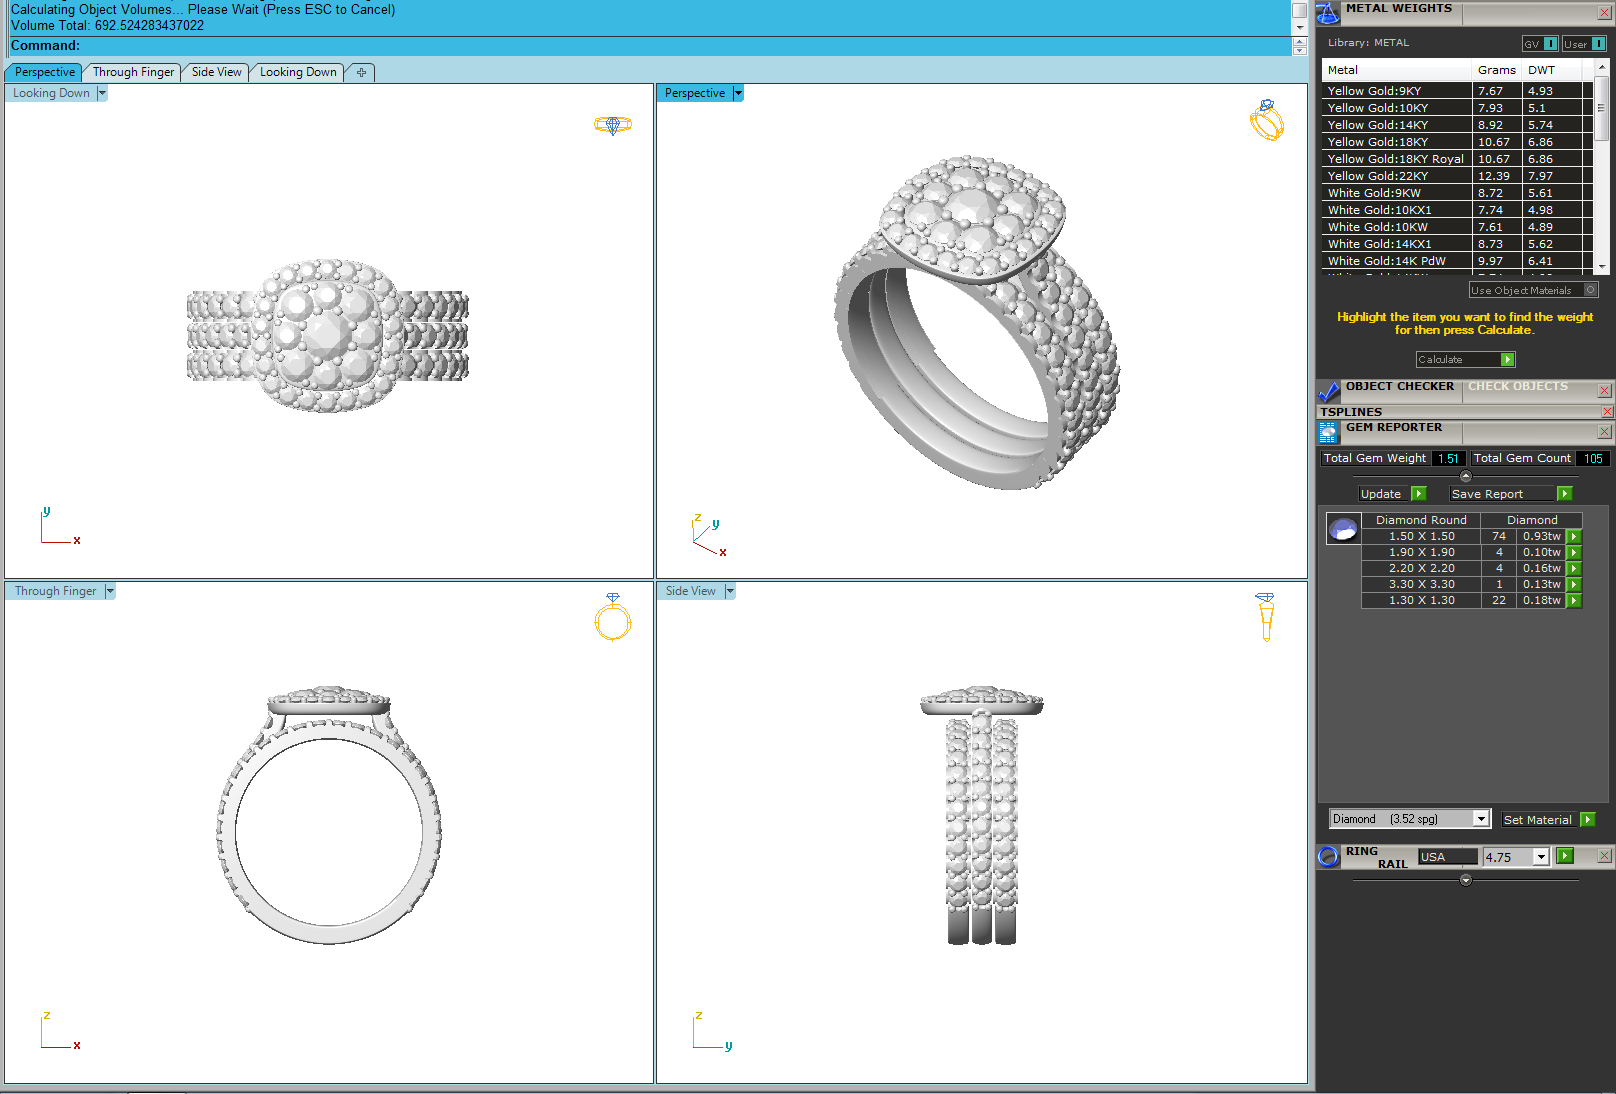 Calculating Object Volumes... Please Wait (Press ESC to Cancel)
Volume Total: 692.524283437022
Command:
Perspective Through Finger Side View Looking Down
Looking Down
y
x
Perspective
z
y
x
Through Finger
z
x
Side View
z
y
METAL WEIGHTS
Library: METAL GV User
Metal Grams DWT
Yellow Gold:9KY 7.67 4.93
Yellow Gold:10KY 7.93 5.1
Yellow Gold:14KY 8.92 5.74
Yellow Gold:18KY 10.67 6.86
Yellow Gold:18KY Royal 10.67 6.86
Yellow Gold:22KY 12.39 7.97
White Gold:9KW 8.72 5.61
White Gold:10KX1 7.74 4.98
White Gold:10KW 7.61 4.89
White Gold:14KX1 8.73 5.62
White Gold:14K PdW 9.97 6.41
Use Object Materials
Highlight the item you want to find the weight
for then press Calculate.
Calculate
OBJECT CHECKER CHECK OBJECTS
TSPLINES
GEM REPORTER
Total Gem Weight 1.51 Total Gem Count 105
Update Save Report
Diamond Round Diamond
1.50 X 1.50 74 0.93tw
1.90 X 1.90 4 0.10tw
2.20 X 2.20 4 0.16tw
3.30 X 3.30 1 0.13tw
1.30 X 1.30 22 0.18tw
Diamond (3.52 spg) Set Material
RING RAIL USA 4.75